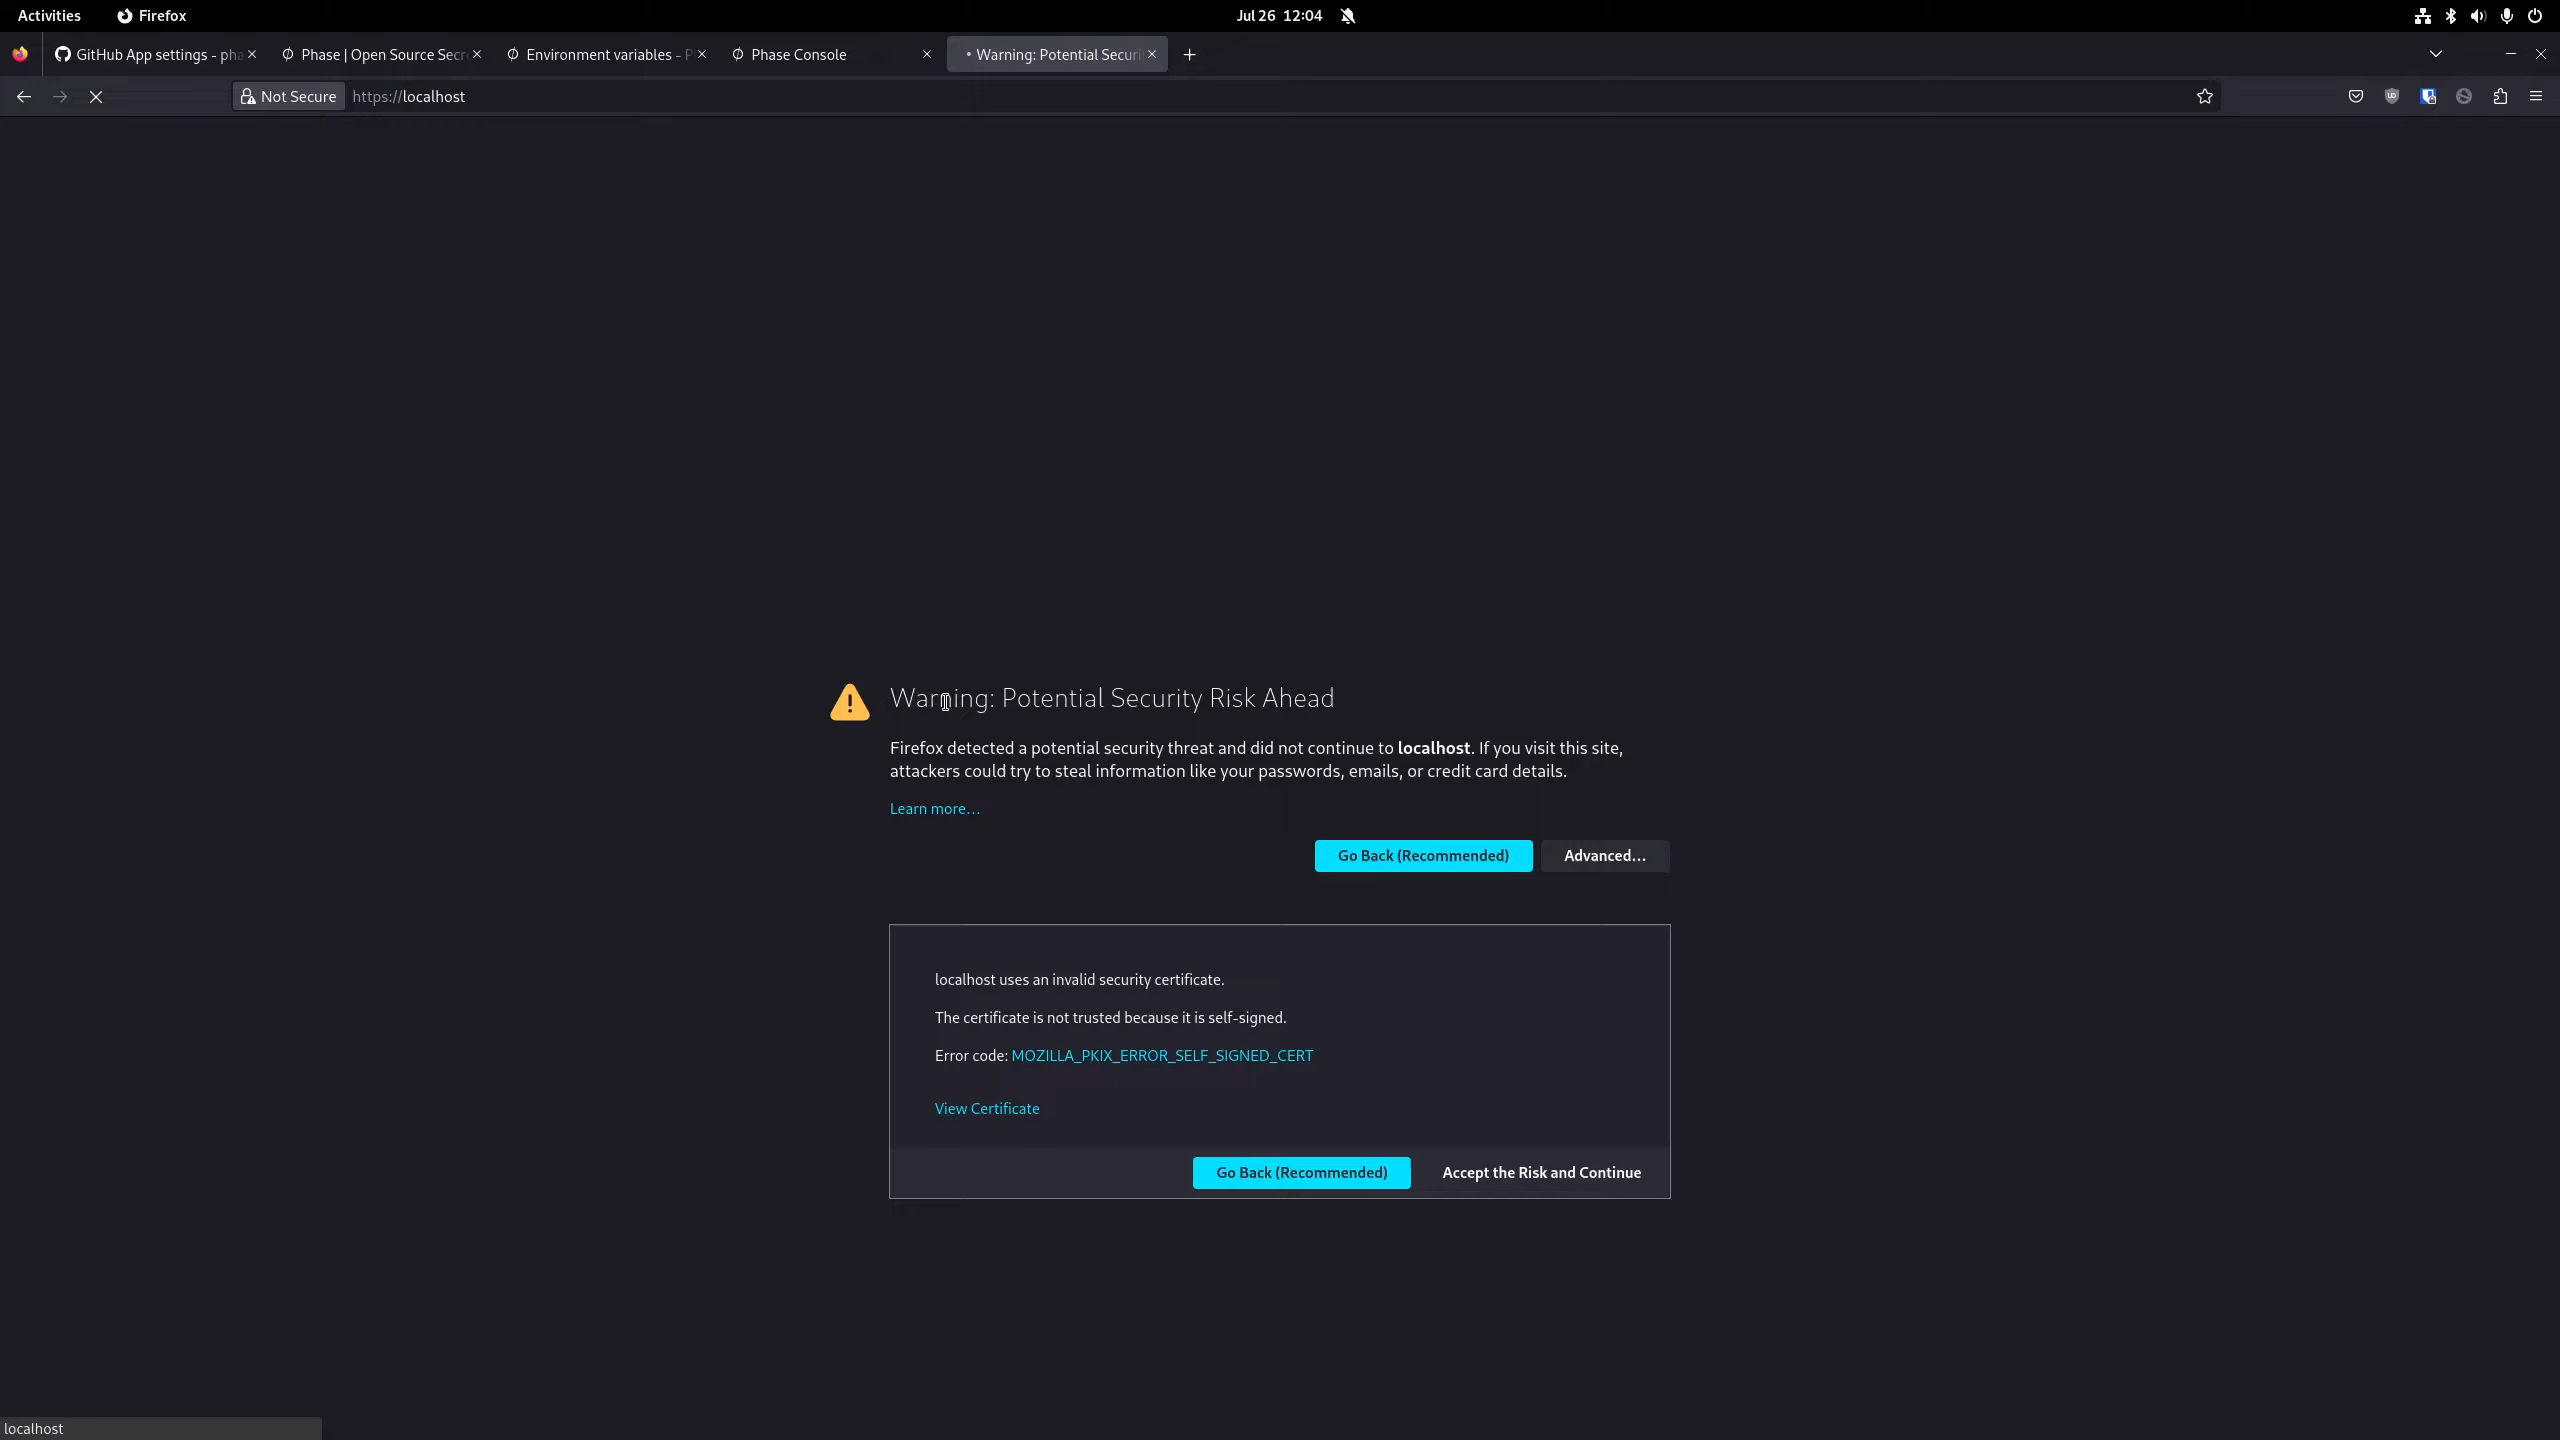 Activities Firefox Jul 26 12:04
GitHub App settings - pha Phase | Open Source Secr Environment variables - P Phase Console Warning: Potential Securi
Not Secure https://localhost
Warning: Potential Security Risk Ahead
Firefox detected a potential security threat and did not continue to localhost. If you visit this site,
attackers could try to steal information like your passwords, emails, or credit card details.
Learn more…
Go Back (Recommended) Advanced…
localhost uses an invalid security certificate.
The certificate is not trusted because it is self-signed.
Error code: MOZILLA_PKIX_ERROR_SELF_SIGNED_CERT
View Certificate
Go Back (Recommended) Accept the Risk and Continue
localhost